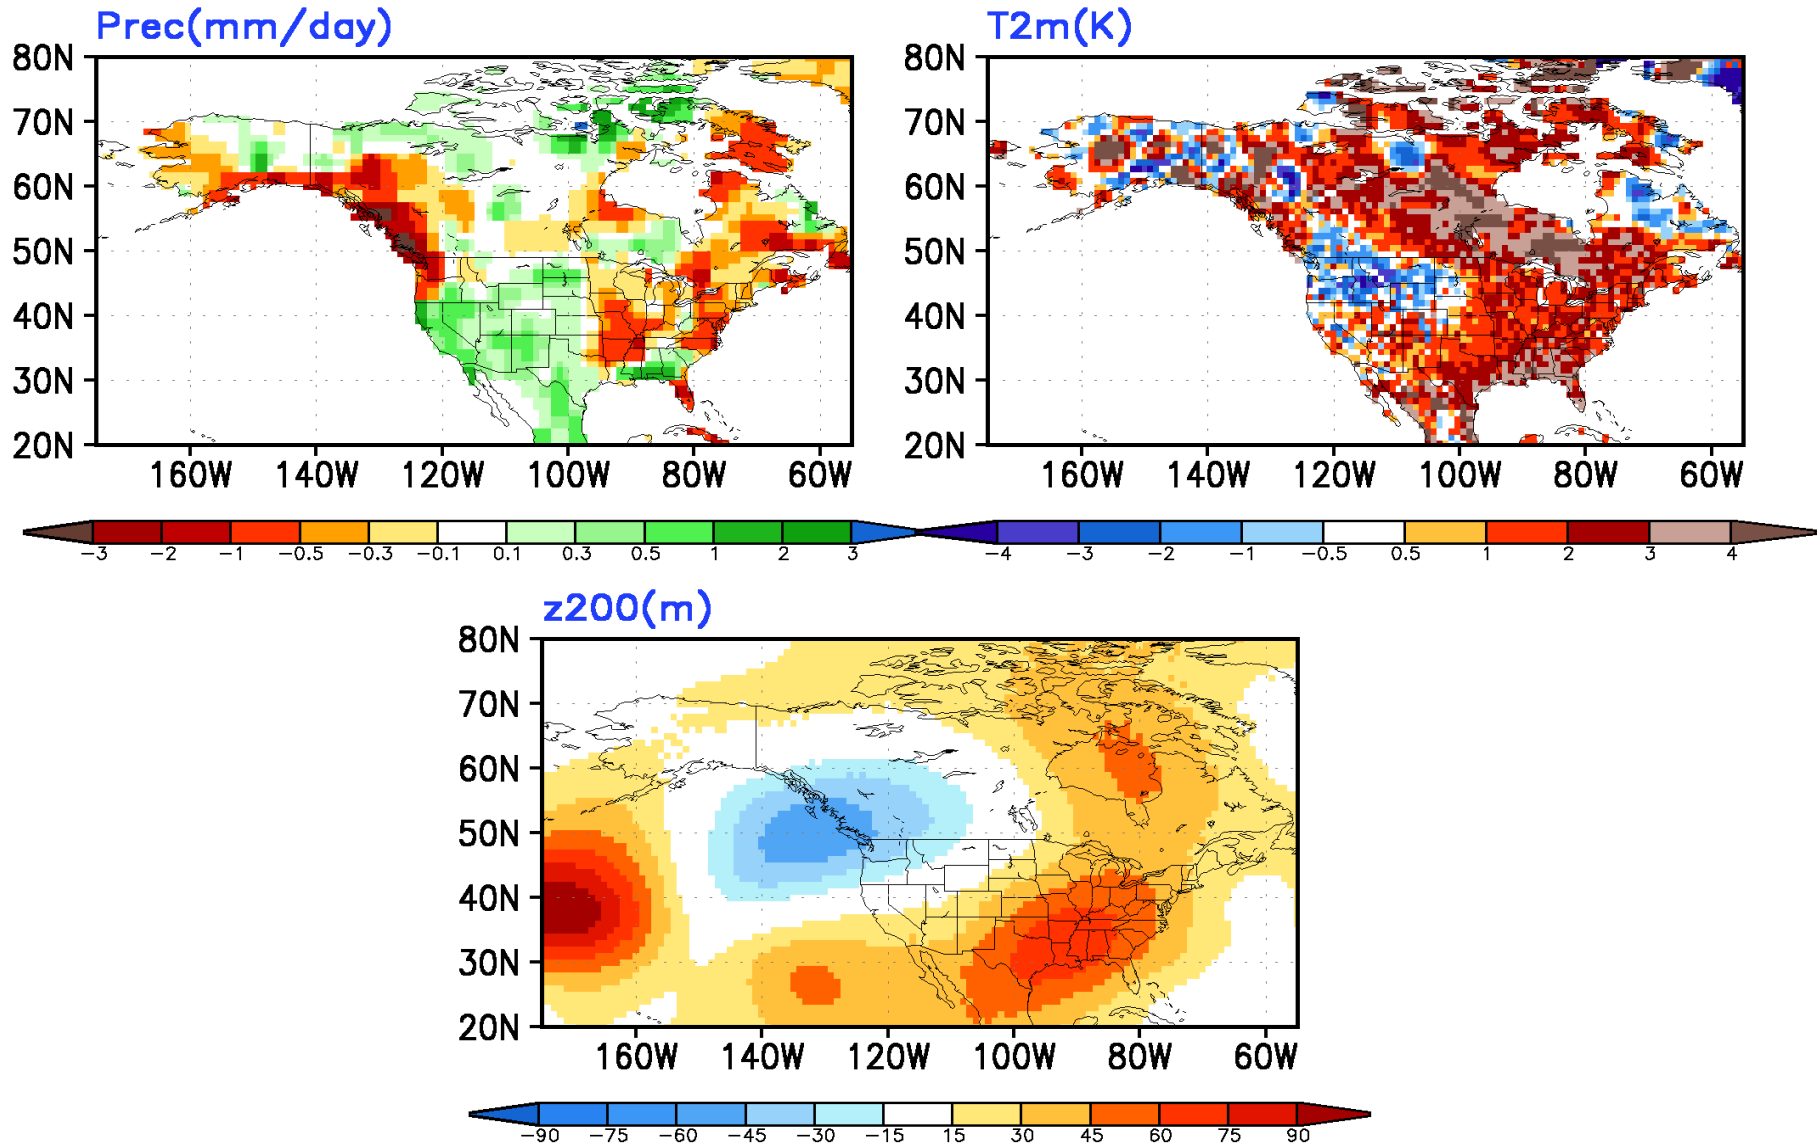 Prec(mm/day)
T2m(K)
80N
70N
60N
50N
40N
30N
20N
160W 140W 120W 100W 80W 60W
80N
70N
60N
50N
40N
30N
20N
160W 140W 120W 100W 80W 60W
−3 −2 −1 −0.5 −0.3 −0.1 0.1 0.3 0.5 1 2 3
−4 −3 −2 −1 −0.5 0.5 1 2 3 4
z200(m)
80N
70N
60N
50N
40N
30N
20N
160W 140W 120W 100W 80W 60W
−90 −75 −60 −45 −30 −15 15 30 45 60 75 90